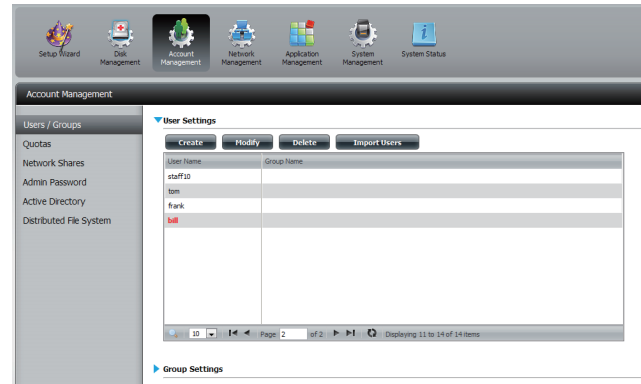 Setup Wizard
Disk Management
Account Management
Network Management
Application Management
System Management
System Status
Account Management
Users / Groups
Quotas
Network Shares
Admin Password
Active Directory
Distributed File System
User Settings
Create Modify Delete Import Users
User Name Group Name
staff10
tom
frank
bill
10 Page 2 of 2 Displaying 11 to 14 of 14 items
Group Settings